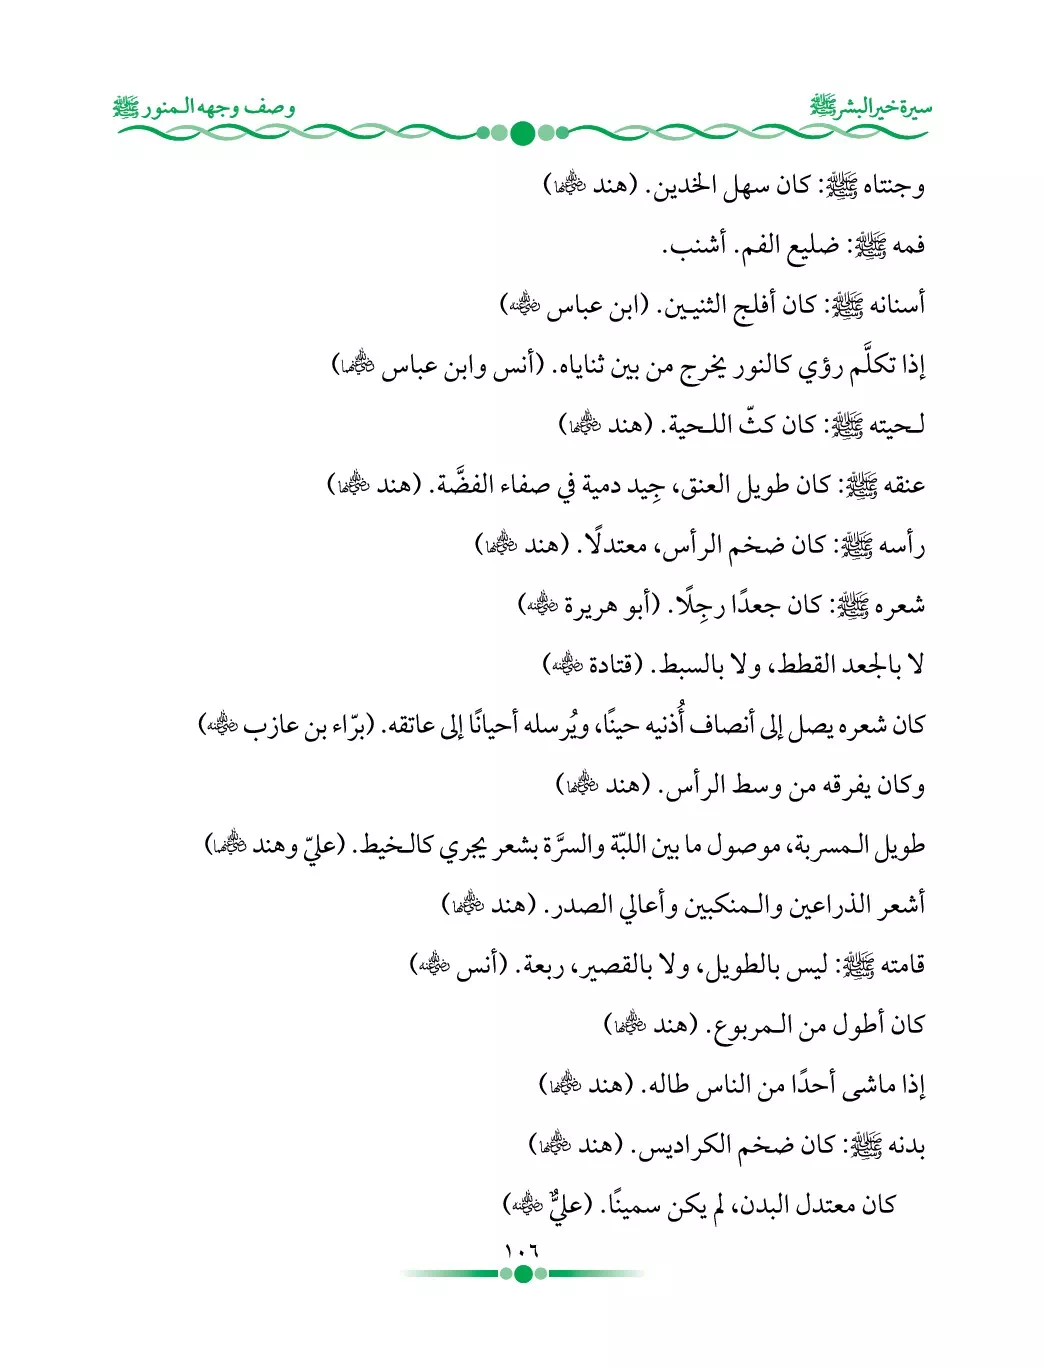 سيرة خير البشر ﷺ
وصف وجهه الـمنور ﷺ
وجنتاه ﷺ: كان سهل الخدين. (هند رضي الله عنها)
فمه ﷺ: ضليع الفم. أشنب.
أسنانه ﷺ: كان أفلج الثنيـين. (ابن عباس رضي الله عنه)
إذا تكلَّم رؤي كالنور يخرج من بين ثناياه. (أنس وابن عباس رضي الله عنهما)
لـحيته ﷺ: كان كثّ اللـحية. (هند رضي الله عنها)
عنقه ﷺ: كان طويل العنق، جِيد دمية في صفاء الفضَّة. (هند رضي الله عنها)
رأسه ﷺ: كان ضخم الرأس، معتدلًا. (هند رضي الله عنها)
شعره ﷺ: كان جعدًا رجِلًا. (أبو هريرة رضي الله عنه)
لا بالجعد القطط، ولا بالسبط. (قتادة رضي الله عنه)
كان شعره يصل إلى أنصاف أُذنيه حينًا، ويُرسله أحيانًا إلى عاتقه. (برّاء بن عازب رضي الله عنه)
وكان يفرقه من وسط الرأس. (هند رضي الله عنها)
طويل الـمسربة، موصول ما بين اللبّة والسرَّة بشعر يجري كالـخيط. (عليّ وهند رضي الله عنهما)
أشعر الذراعين والـمنكبين وأعالي الصدر. (هند رضي الله عنها)
قامته ﷺ: ليس بالطويل، ولا بالقصير، ربعة. (أنس رضي الله عنه)
كان أطول من الـمربوع. (هند رضي الله عنها)
إذا ماشى أحدًا من الناس طاله. (هند رضي الله عنها)
بدنه ﷺ: كان ضخم الكراديس. (هند رضي الله عنها)
كان معتدل البدن، لم يكن سمينًا. (عليٌّ رضي الله عنه)
١٠٦